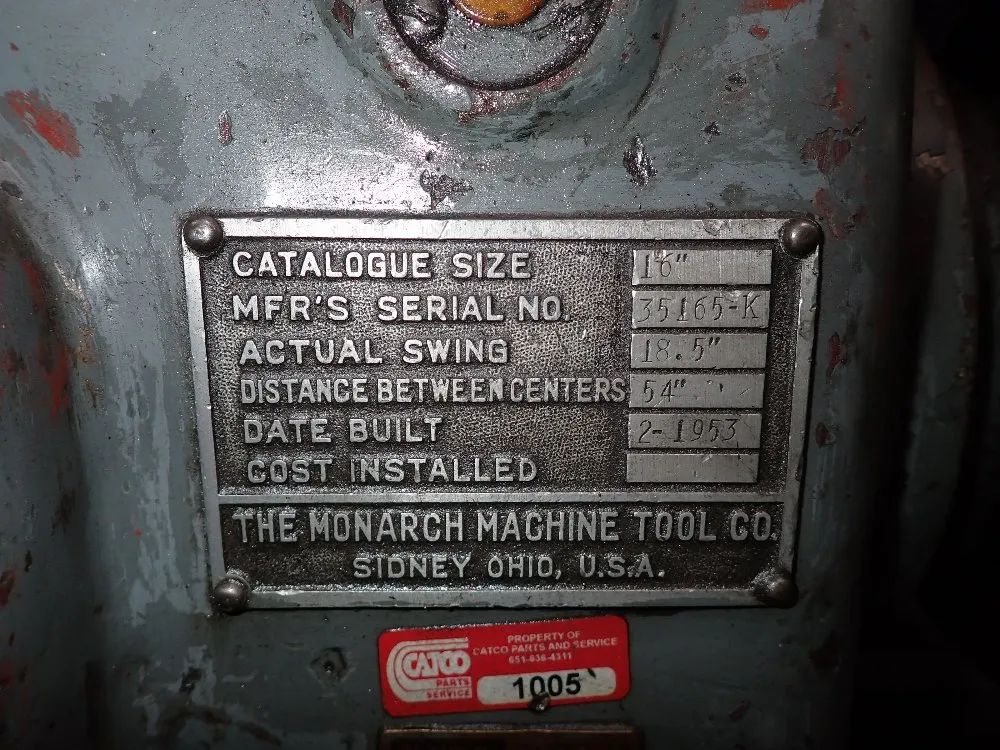 CATALOGUE SIZE 16"
MFR'S SERIAL NO. 35165-K
ACTUAL SWING 18.5"
DISTANCE BETWEEN CENTERS 54"
DATE BUILT 2-1953
COST INSTALLED
THE MONARCH MACHINE TOOL CO.
SIDNEY OHIO, U.S.A.
CATCO
PARTS
SERVICE
PROPERTY OF
CATCO PARTS AND SERVICE
651-636-4311
1005